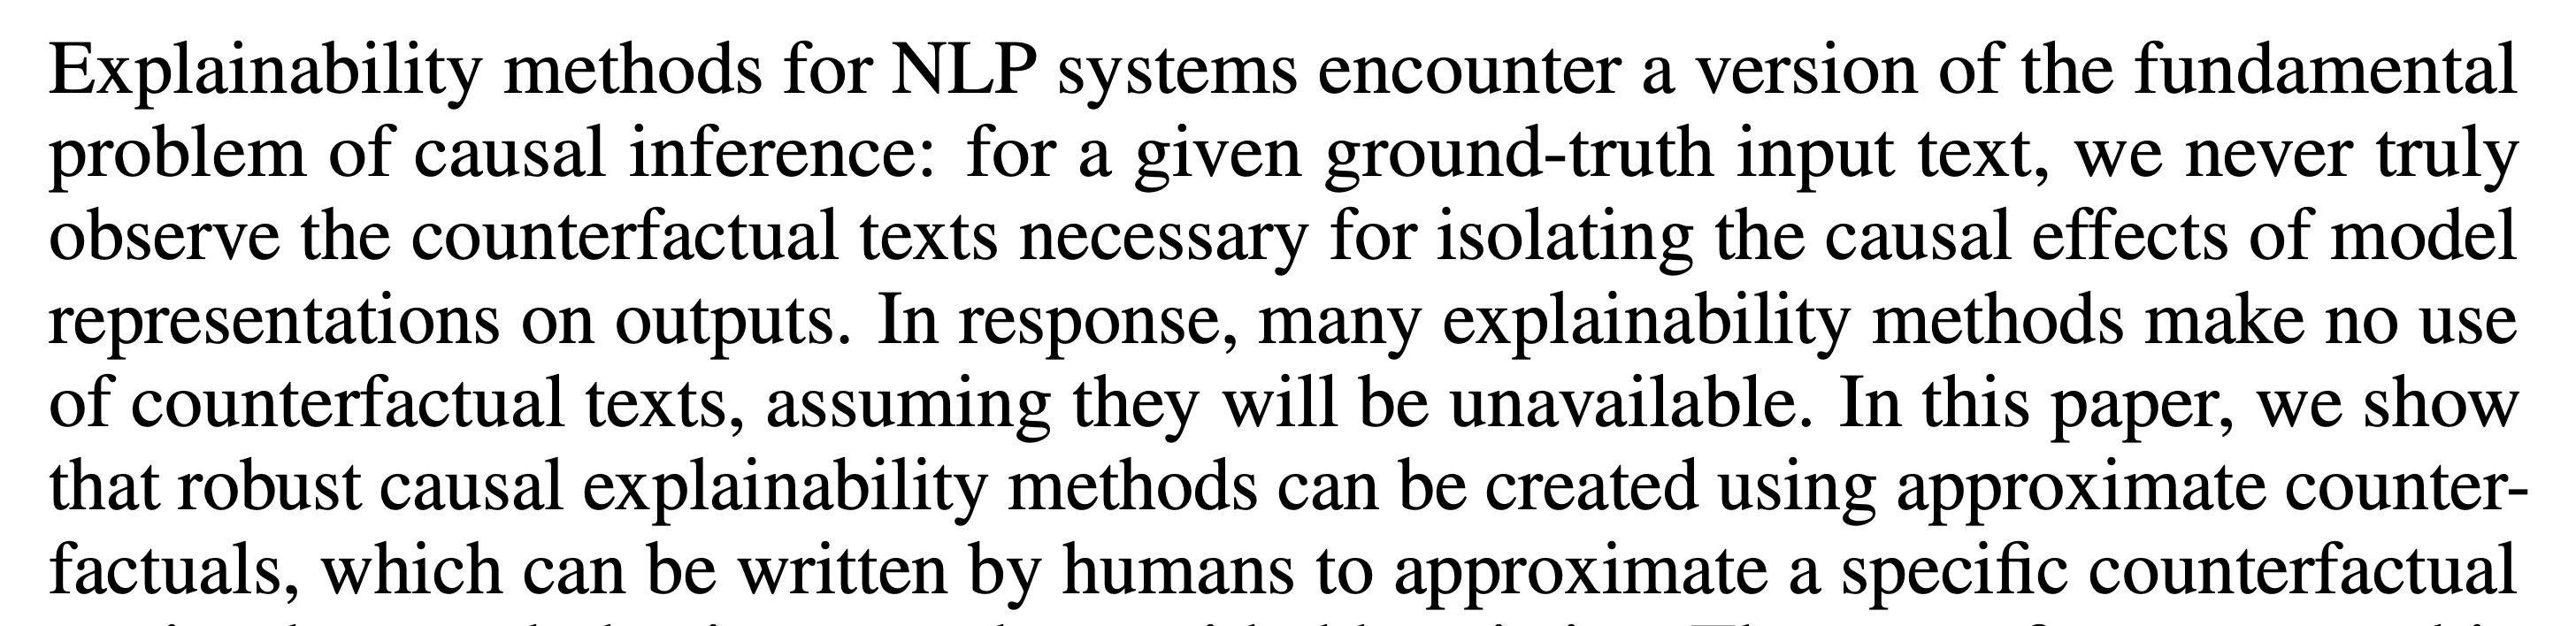 Explainability methods for NLP systems encounter a version of the fundamental
problem of causal inference: for a given ground-truth input text, we never truly
observe the counterfactual texts necessary for isolating the causal effects of model
representations on outputs. In response, many explainability methods make no use
of counterfactual texts, assuming they will be unavailable. In this paper, we show
that robust causal explainability methods can be created using approximate counter-
factuals, which can be written by humans to approximate a specific counterfactual